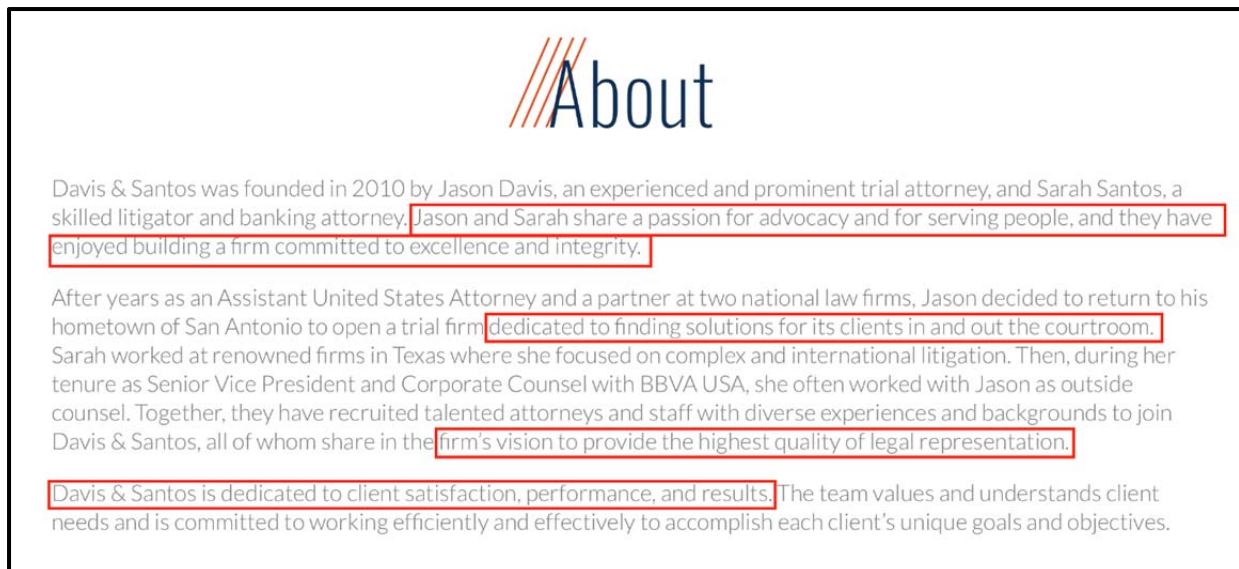 About
Davis & Santos was founded in 2010 by Jason Davis, an experienced and prominent trial attorney, and Sarah Santos, a
skilled litigator and banking attorney. Jason and Sarah share a passion for advocacy and for serving people, and they have
enjoyed building a firm committed to excellence and integrity.
After years as an Assistant United States Attorney and a partner at two national law firms, Jason decided to return to his
hometown of San Antonio to open a trial firm dedicated to finding solutions for its clients in and out the courtroom.
Sarah worked at renowned firms in Texas where she focused on complex and international litigation. Then, during her
tenure as Senior Vice President and Corporate Counsel with BBVA USA, she often worked with Jason as outside
counsel. Together, they have recruited talented attorneys and staff with diverse experiences and backgrounds to join
Davis & Santos, all of whom share in the firm's vision to provide the highest quality of legal representation.
Davis & Santos is dedicated to client satisfaction, performance, and results. The team values and understands client
needs and is committed to working efficiently and effectively to accomplish each client's unique goals and objectives.